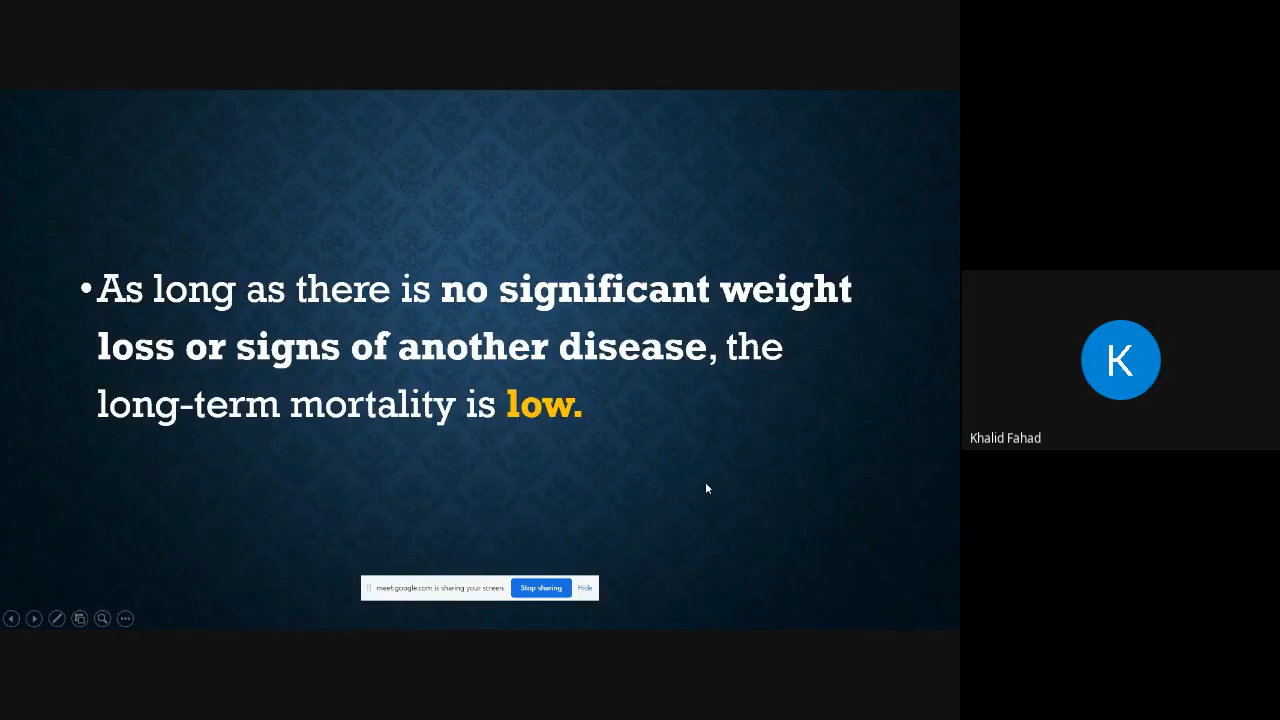 •As long as there is no significant weight
loss or signs of another disease, the
long-term mortality is low.
meet.google.com is sharing your screen. Stop sharing Hide
K
Khalid Fahad